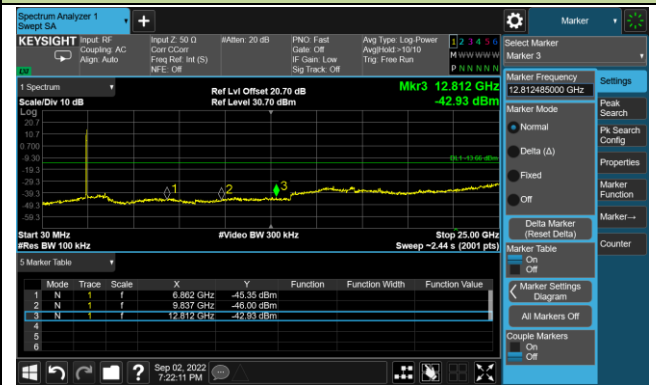 Spectrum Analyzer 1
Swept SA
Marker
KEYSIGHT
Input: RF
Coupling: AC
Align: Auto
Input Z: 50 Ω
Corr CCorr
Freq Ref: Int (S)
NFE: Off
#Atten: 20 dB
PNO: Fast
Gate: Off
IF Gain: Low
Sig Track: Off
Avg Type: Log-Power
Avg|Hold:>10/10
Trig: Free Run
1 2 3 4 5 6
M W W W W W
P N N N N N
Select Marker
Marker 3
1 Spectrum
Scale/Div 10 dB
Log
Ref Lvl Offset 20.70 dB
Ref Level 30.70 dBm
Mkr3 12.812 GHz
-42.93 dBm
20.7
10.7
0.700
-9.30
-19.3
-29.3
-39.3
-49.3
-59.3
DL1 -13.66 dBm
1
2
3
Start 30 MHz
#Res BW 100 kHz
#Video BW 300 kHz
Stop 25.00 GHz
Sweep ~2.44 s (2001 pts)
5 Marker Table
Mode Trace Scale X Y Function Function Width Function Value
1 N 1 f 6.862 GHz -45.35 dBm
2 N 1 f 9.837 GHz -46.00 dBm
3 N 1 f 12.812 GHz -42.93 dBm
4
5
6
Marker Frequency
12.812485000 GHz
Marker Mode
Normal
Delta (Δ)
Fixed
Off
Delta Marker
(Reset Delta)
Marker Table
On
Off
Marker Settings
Diagram
All Markers Off
Couple Markers
On
Off
Settings
Peak
Search
Pk Search
Config
Properties
Marker
Function
Marker→
Counter
?
Sep 02, 2022
7:22:11 PM